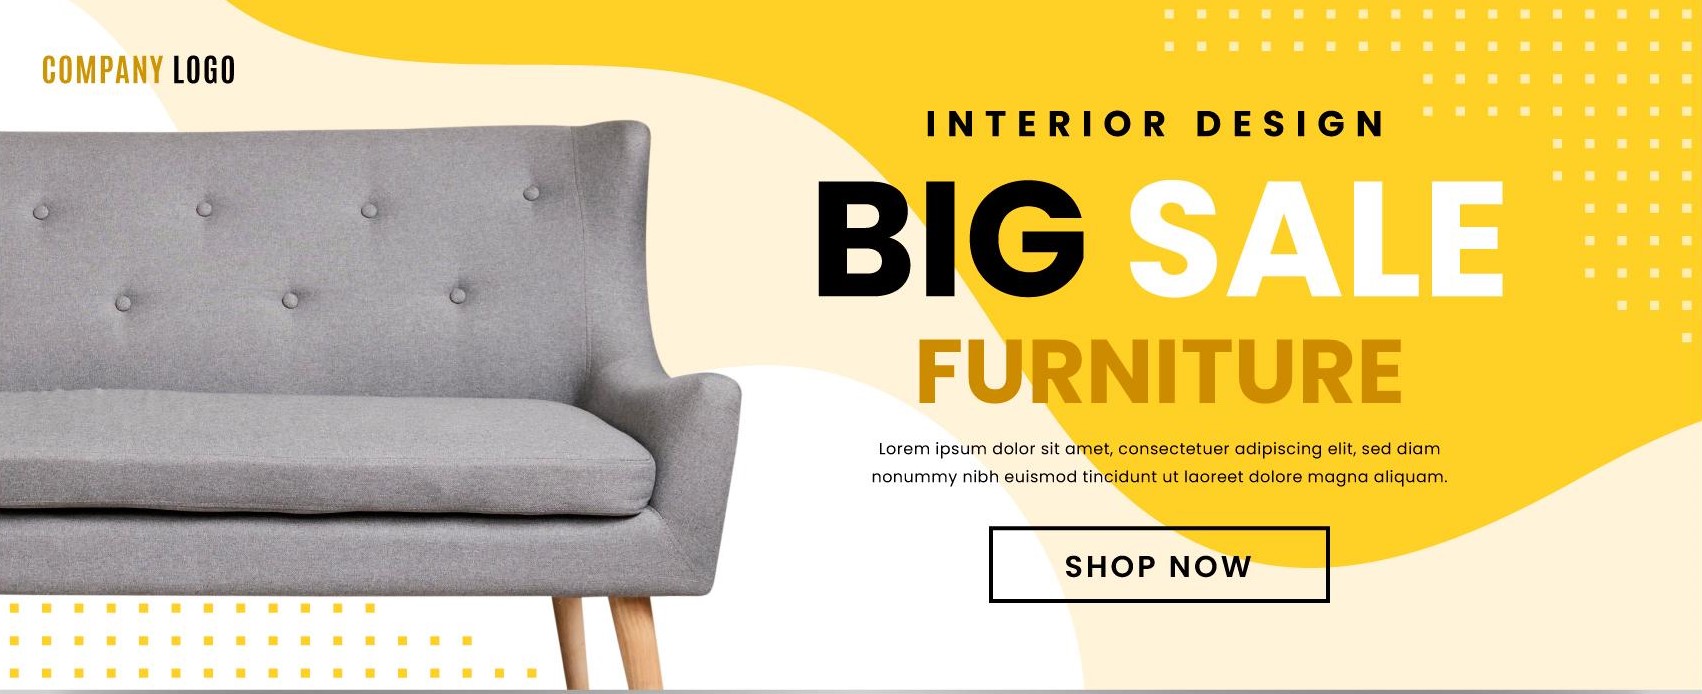 COMPANY LOGO
INTERIOR DESIGN
BIG SALE
FURNITURE
Lorem ipsum dolor sit amet, consectetuer adipiscing elit, sed diam
nonummy nibh euismod tincidunt ut laoreet dolore magna aliquam.
SHOP NOW